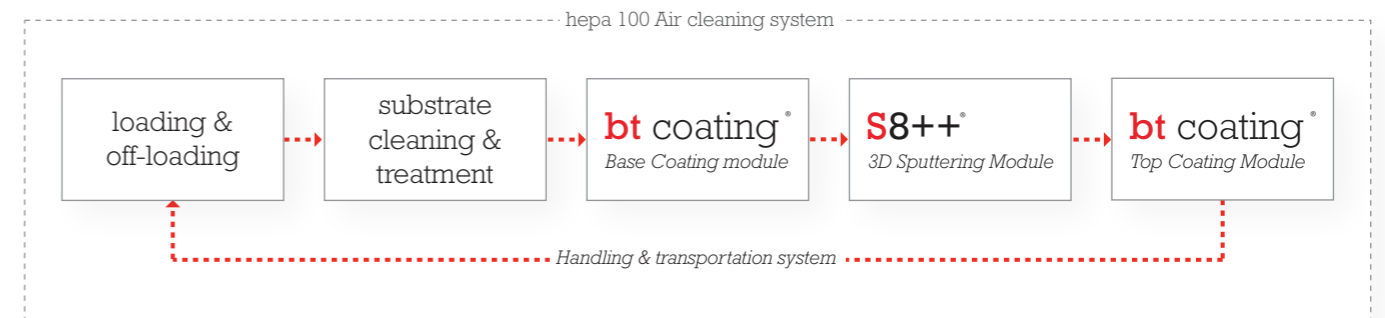 hepa 100 Air cleaning system
loading &
off-loading
substrate
cleaning &
treatment
bt coating®
Base Coating module
S8++®
3D Sputtering Module
bt coating®
Top Coating Module
Handling & transportation system